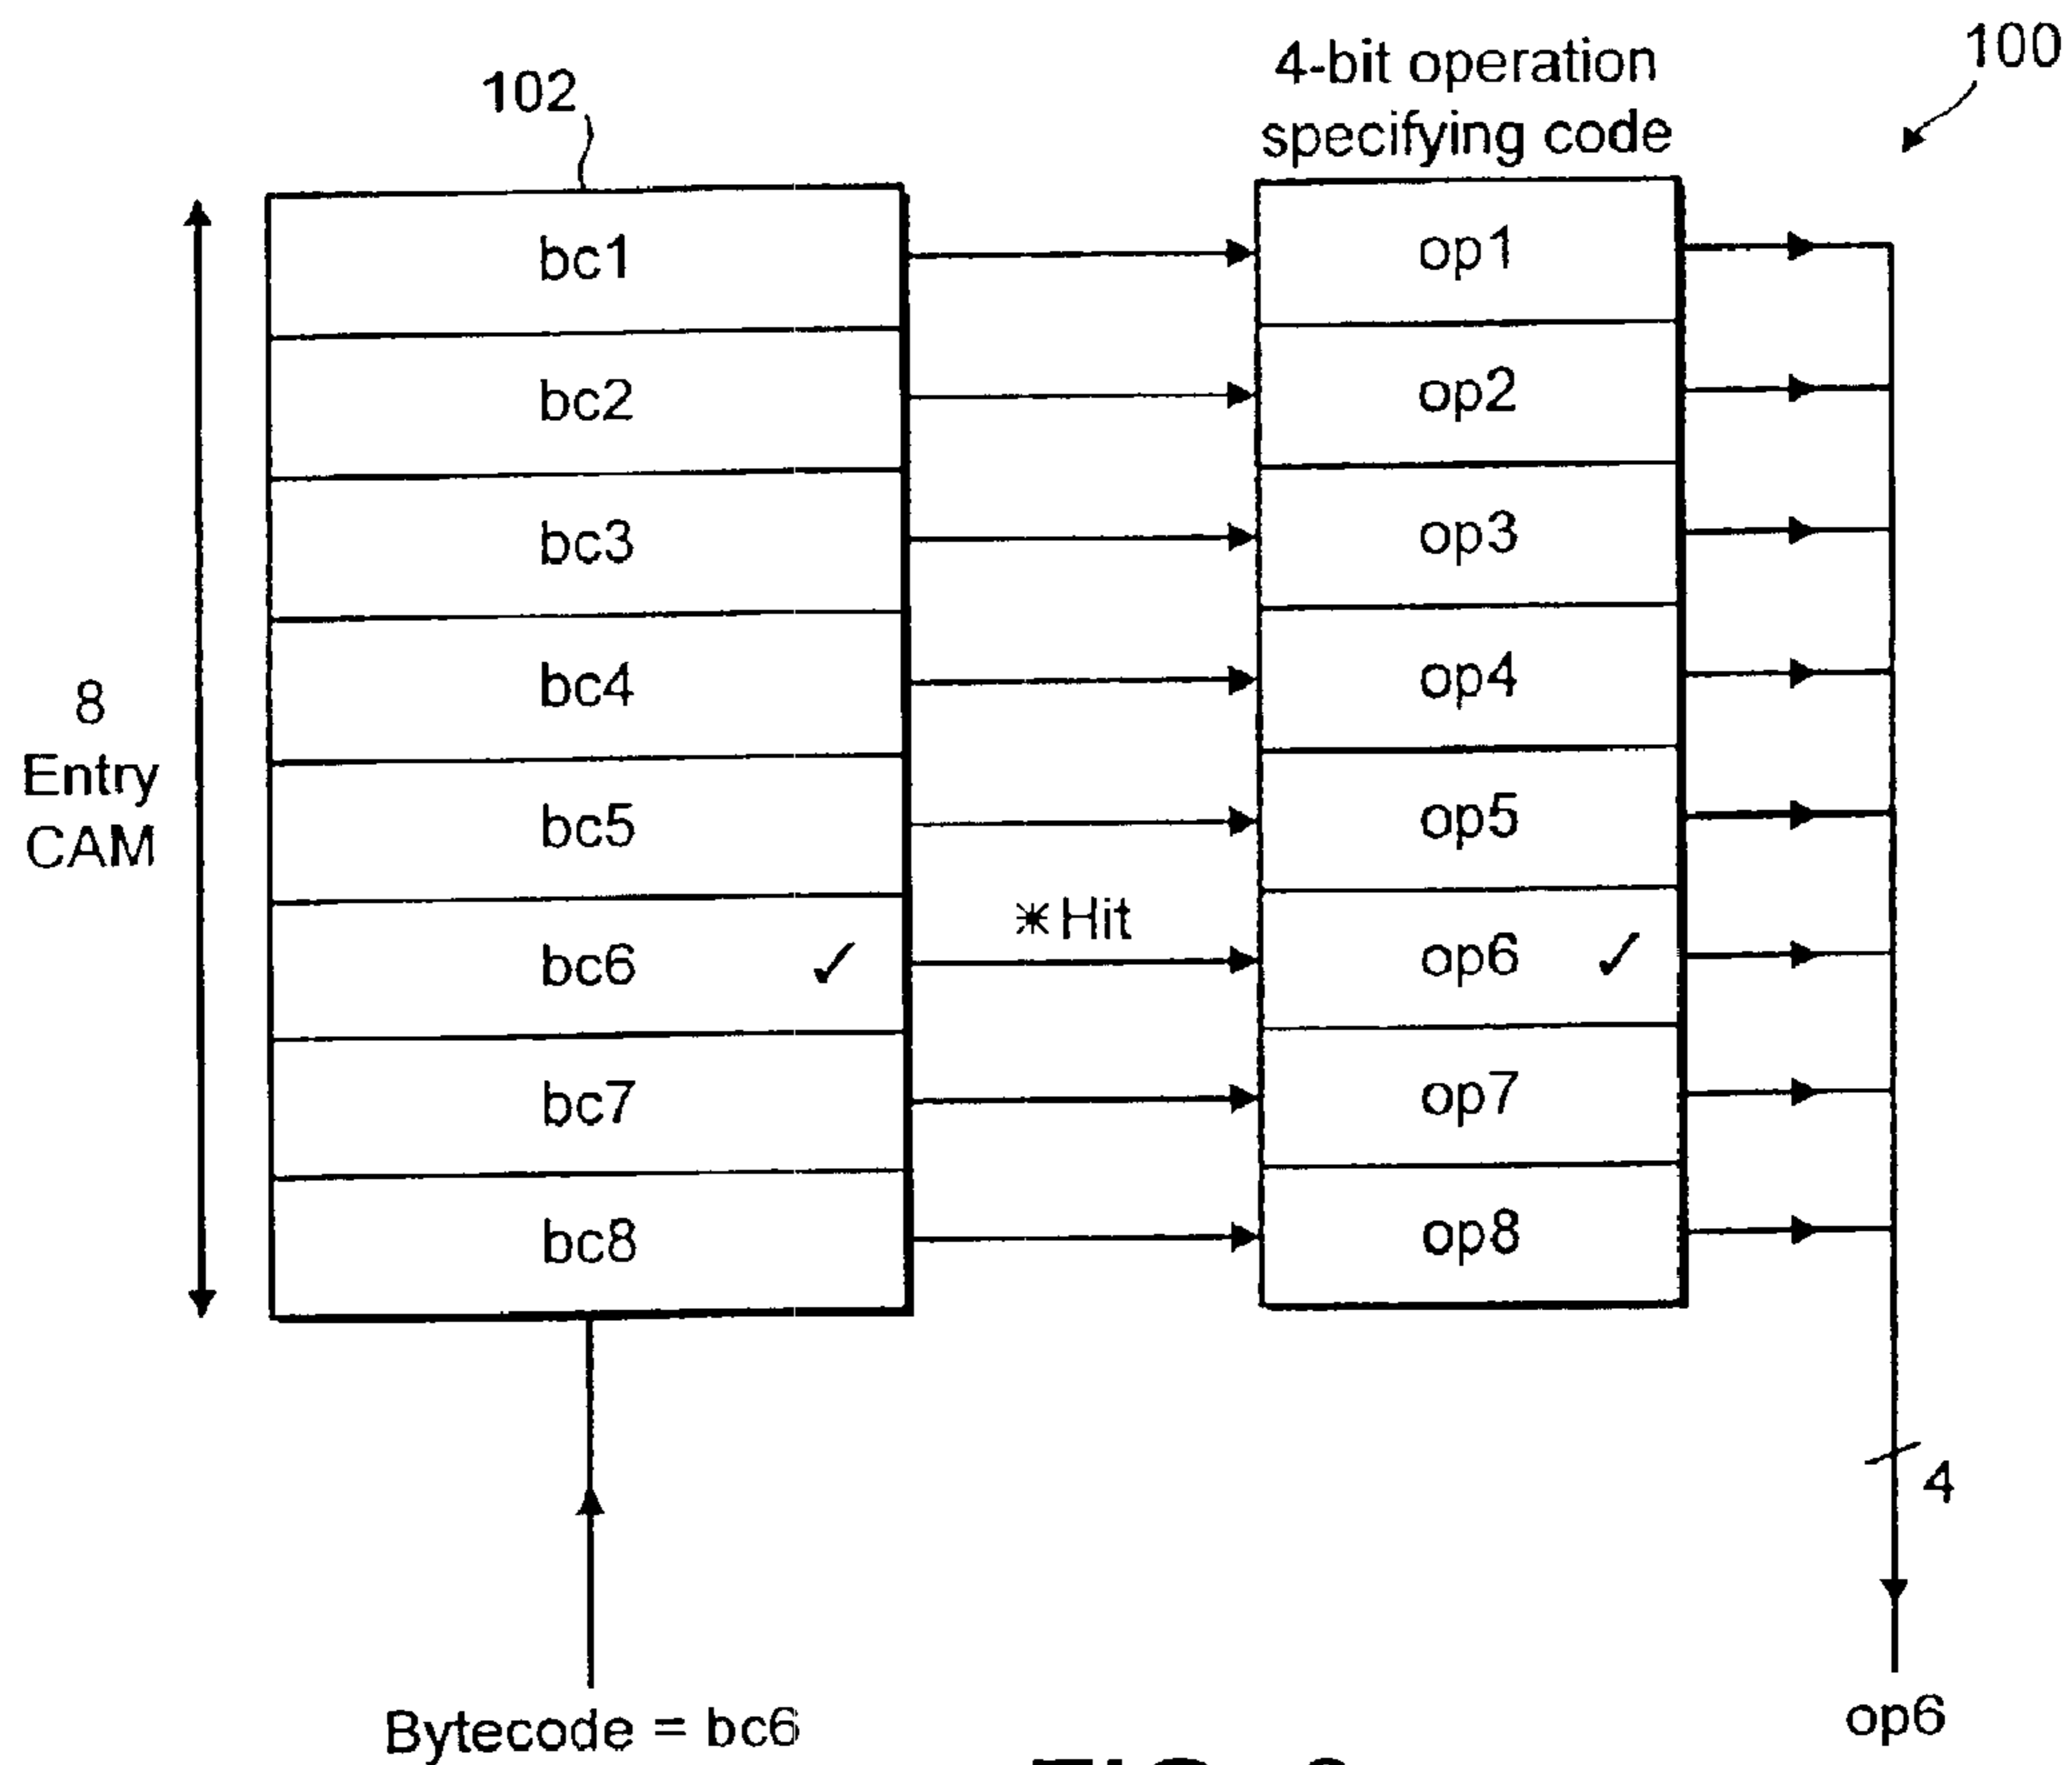 100
4-bit operation
specifying code
102
bc1
op1
bc2
op2
bc3
op3
bc4
op4
8
Entry
CAM
bc5
op5
*Hit
bc6 ✓
op6 ✓
bc7
op7
bc8
op8
4
Bytecode = bc6
op6